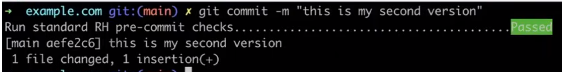 ➜ example.com git:(main) ✗ git commit -m "this is my second version"
Run standard RH pre-commit checks........................................Passed
[main aefe2c6] this is my second version
1 file changed, 1 insertion(+)